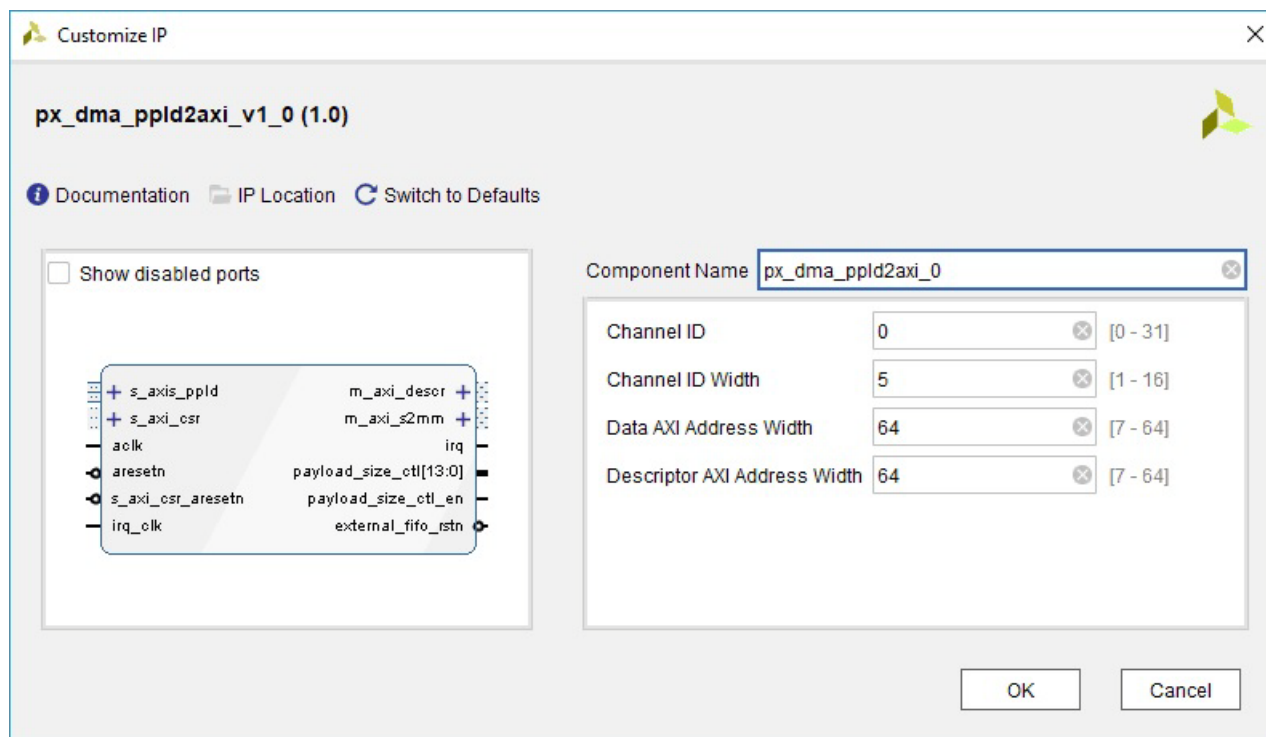 Customize IP
px_dma_ppld2axi_v1_0 (1.0)
Documentation IP Location Switch to Defaults
Show disabled ports
s_axis_ppld m_axi_descr
s_axi_csr m_axi_s2mm
aclk irq
aresetn payload_size_ctl[13:0]
s_axi_csr_aresetn payload_size_ctl_en
irq_clk external_fifo_rstn
Component Name px_dma_ppld2axi_0
Channel ID 0 [0 - 31]
Channel ID Width 5 [1 - 16]
Data AXI Address Width 64 [7 - 64]
Descriptor AXI Address Width 64 [7 - 64]
OK Cancel